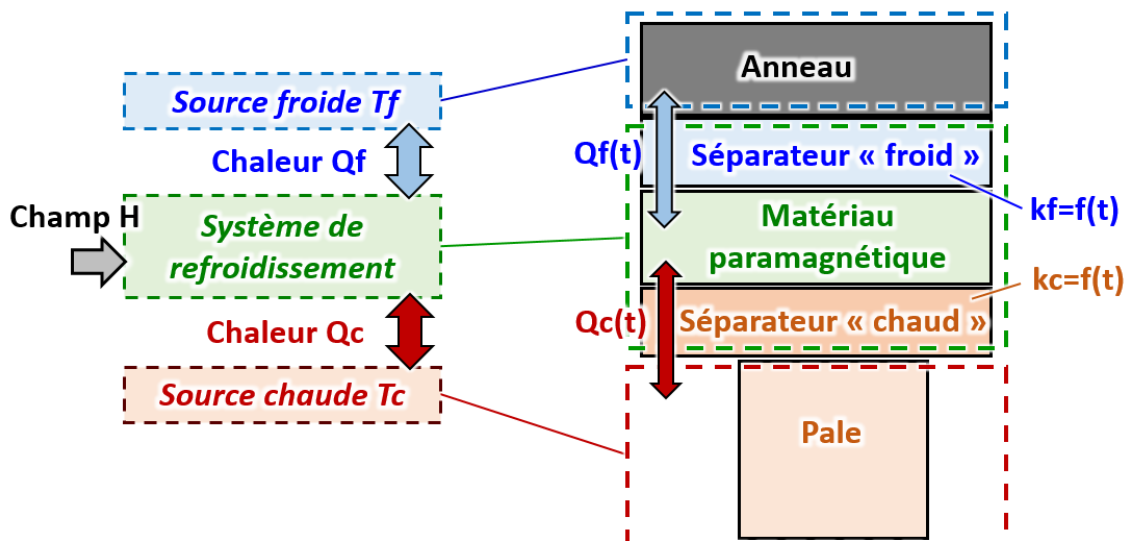 Source froide Tf
Chaleur Qf
Champ H
Système de
refroidissement
Chaleur Qc
Source chaude Tc
Anneau
Qf(t)
Séparateur « froid »
kf=f(t)
Matériau
paramagnétique
kc=f(t)
Qc(t)
Séparateur « chaud »
Pale